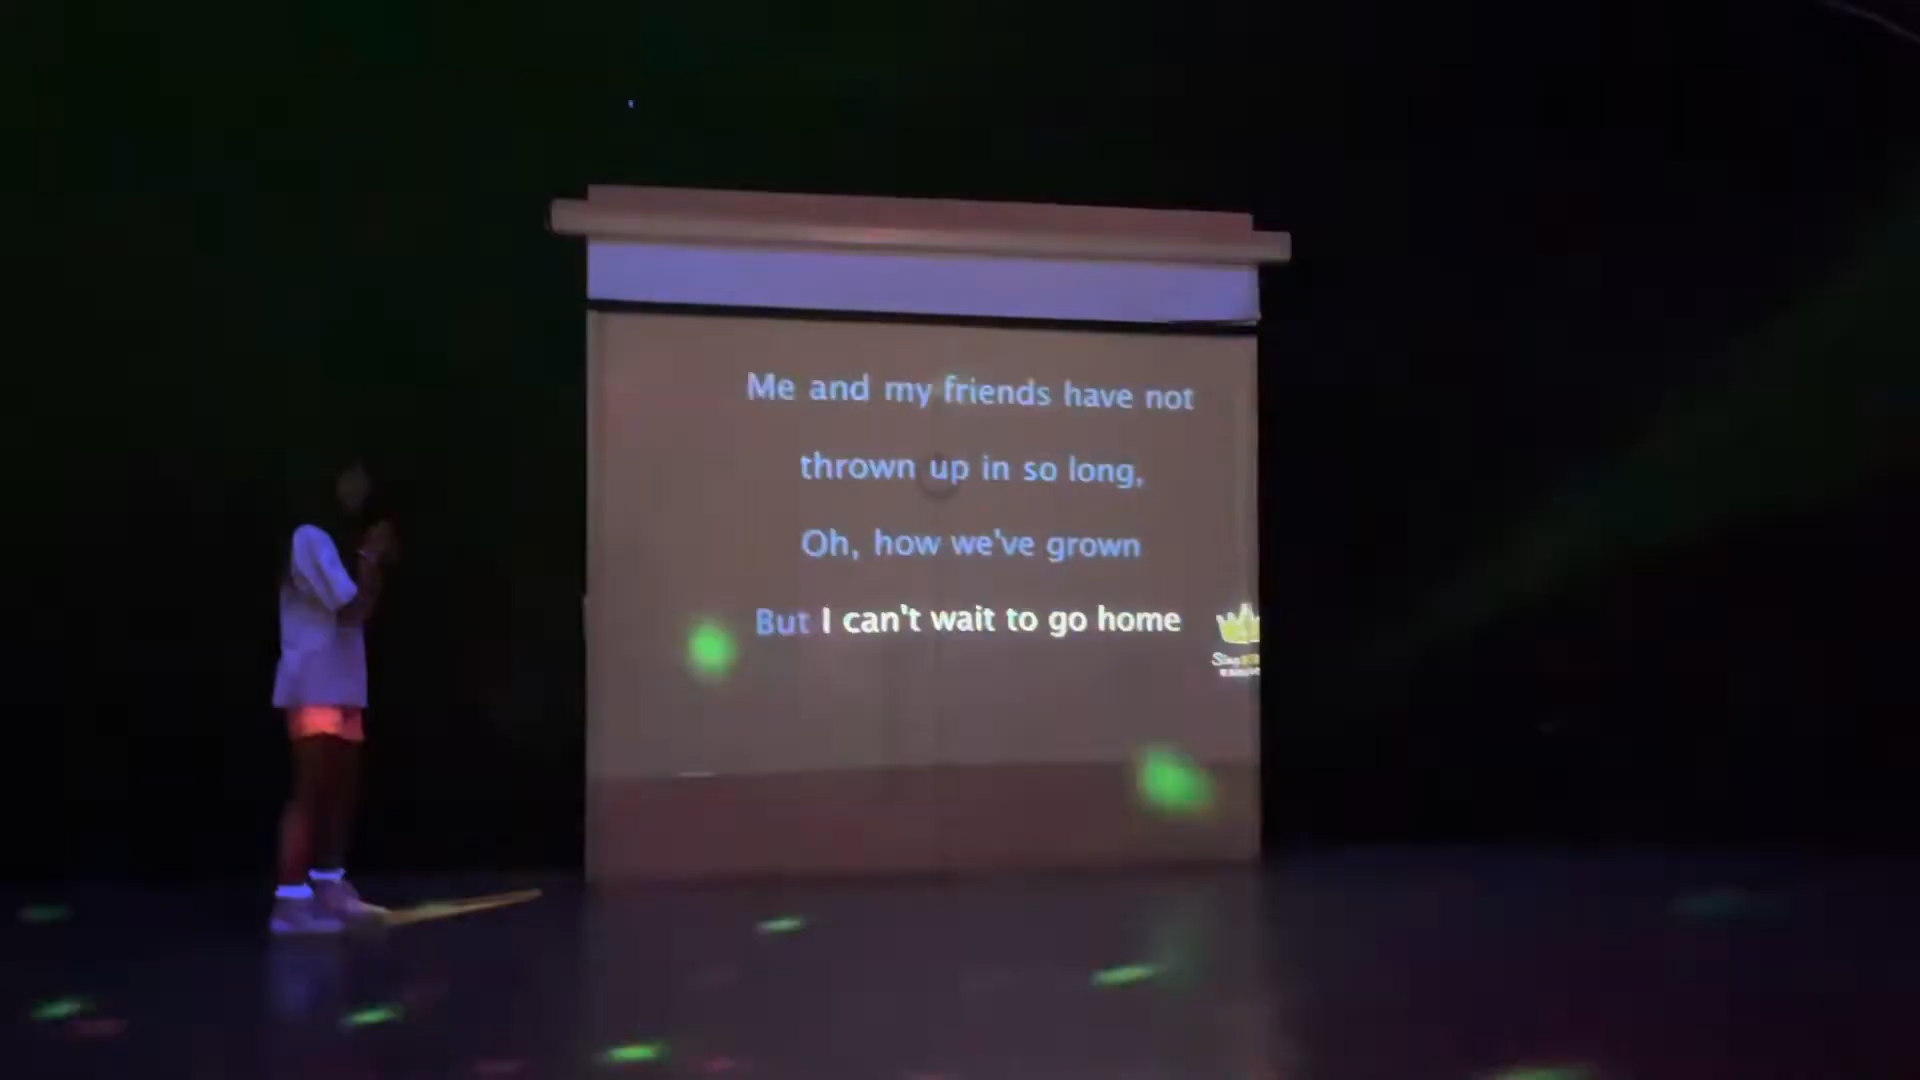 Me and my friends have not
thrown up in so long,
Oh, how we've grown
But I can't wait to go home